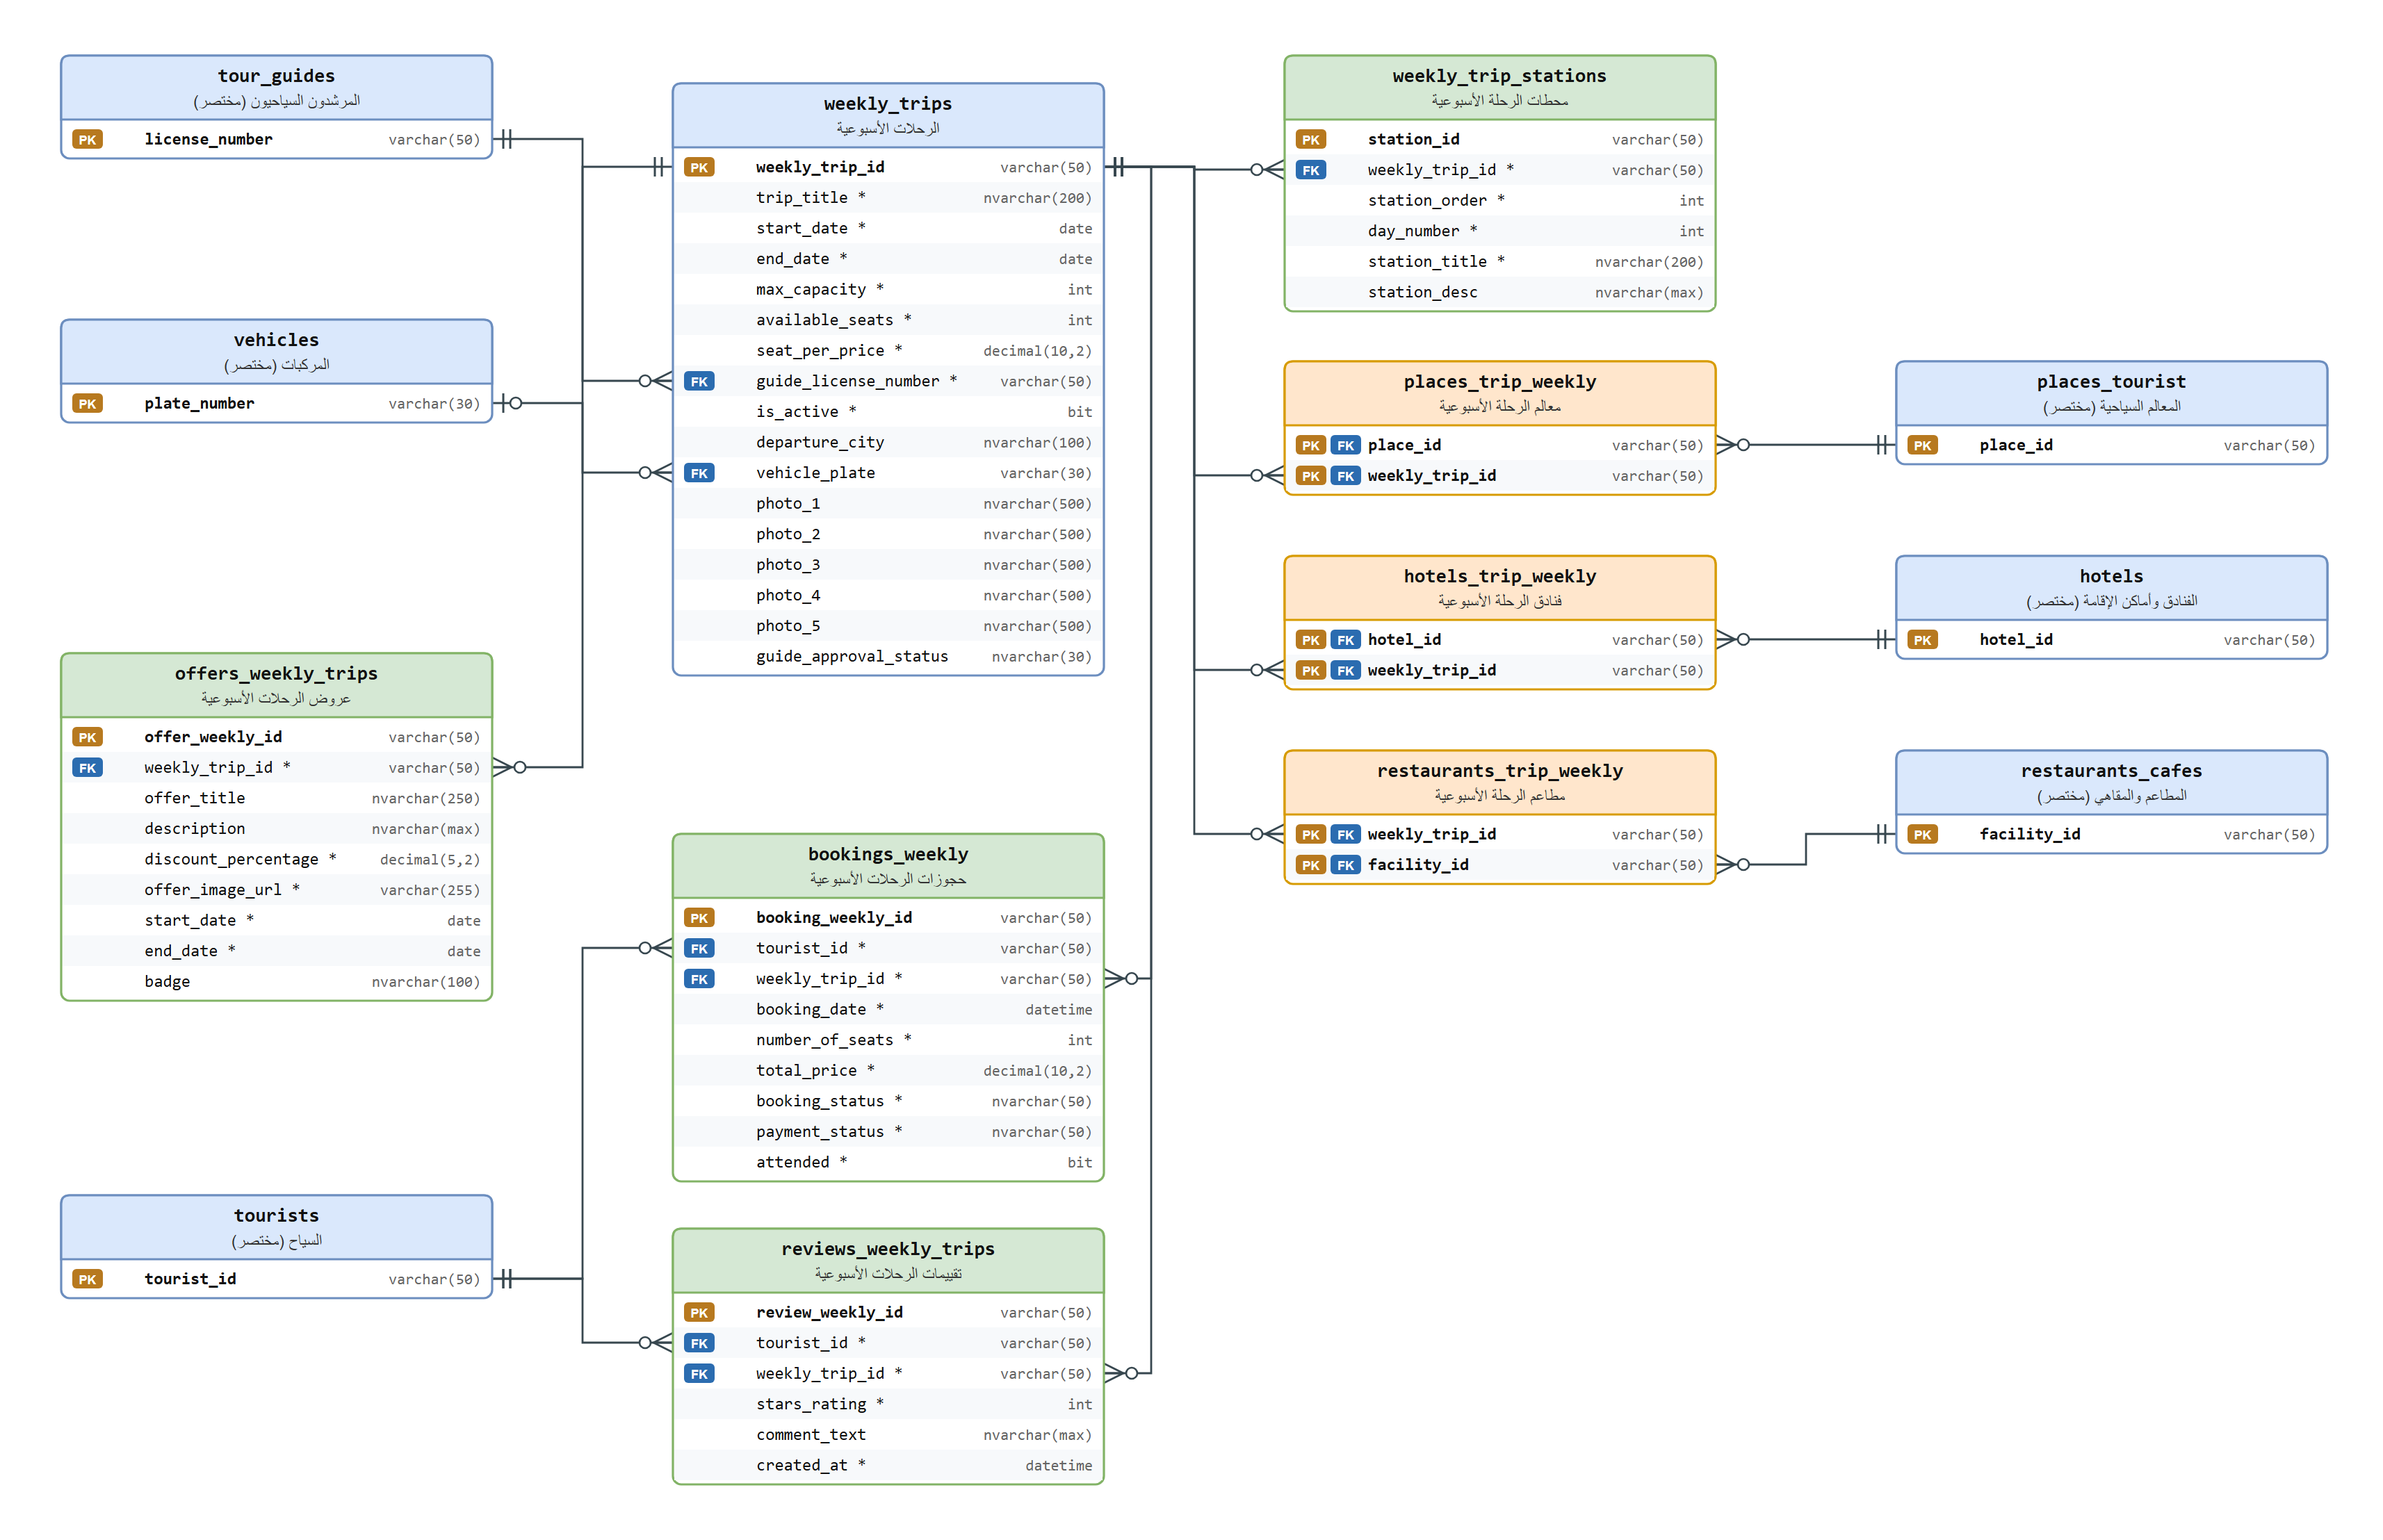 tour_guides
المرشدون السياحيون (مختصر)
PK license_number varchar(50)
vehicles
المركبات (مختصر)
PK plate_number varchar(30)
offers_weekly_trips
عروض الرحلات الأسبوعية
PK offer_weekly_id varchar(50)
FK weekly_trip_id * varchar(50)
offer_title nvarchar(250)
description nvarchar(max)
discount_percentage * decimal(5,2)
offer_image_url * varchar(255)
start_date * date
end_date * date
badge nvarchar(100)
tourists
السياح (مختصر)
PK tourist_id varchar(50)
weekly_trips
الرحلات الأسبوعية
PK weekly_trip_id varchar(50)
trip_title * nvarchar(200)
start_date * date
end_date * date
max_capacity * int
available_seats * int
seat_per_price * decimal(10,2)
FK guide_license_number * varchar(50)
is_active * bit
departure_city nvarchar(100)
FK vehicle_plate varchar(30)
photo_1 nvarchar(500)
photo_2 nvarchar(500)
photo_3 nvarchar(500)
photo_4 nvarchar(500)
photo_5 nvarchar(500)
guide_approval_status nvarchar(30)
bookings_weekly
حجوزات الرحلات الأسبوعية
PK booking_weekly_id varchar(50)
FK tourist_id * varchar(50)
FK weekly_trip_id * varchar(50)
booking_date * datetime
number_of_seats * int
total_price * decimal(10,2)
booking_status * nvarchar(50)
payment_status * nvarchar(50)
attended * bit
reviews_weekly_trips
تقييمات الرحلات الأسبوعية
PK review_weekly_id varchar(50)
FK tourist_id * varchar(50)
FK weekly_trip_id * varchar(50)
stars_rating * int
comment_text nvarchar(max)
created_at * datetime
weekly_trip_stations
محطات الرحلة الأسبوعية
PK station_id varchar(50)
FK weekly_trip_id * varchar(50)
station_order * int
day_number * int
station_title * nvarchar(200)
station_desc nvarchar(max)
places_trip_weekly
معالم الرحلة الأسبوعية
PK FK place_id varchar(50)
PK FK weekly_trip_id varchar(50)
hotels_trip_weekly
فنادق الرحلة الأسبوعية
PK FK hotel_id varchar(50)
PK FK weekly_trip_id varchar(50)
restaurants_trip_weekly
مطاعم الرحلة الأسبوعية
PK FK weekly_trip_id varchar(50)
PK FK facility_id varchar(50)
places_tourist
المعالم السياحية (مختصر)
PK place_id varchar(50)
hotels
الفنادق وأماكن الإقامة (مختصر)
PK hotel_id varchar(50)
restaurants_cafes
المطاعم والمقاهي (مختصر)
PK facility_id varchar(50)